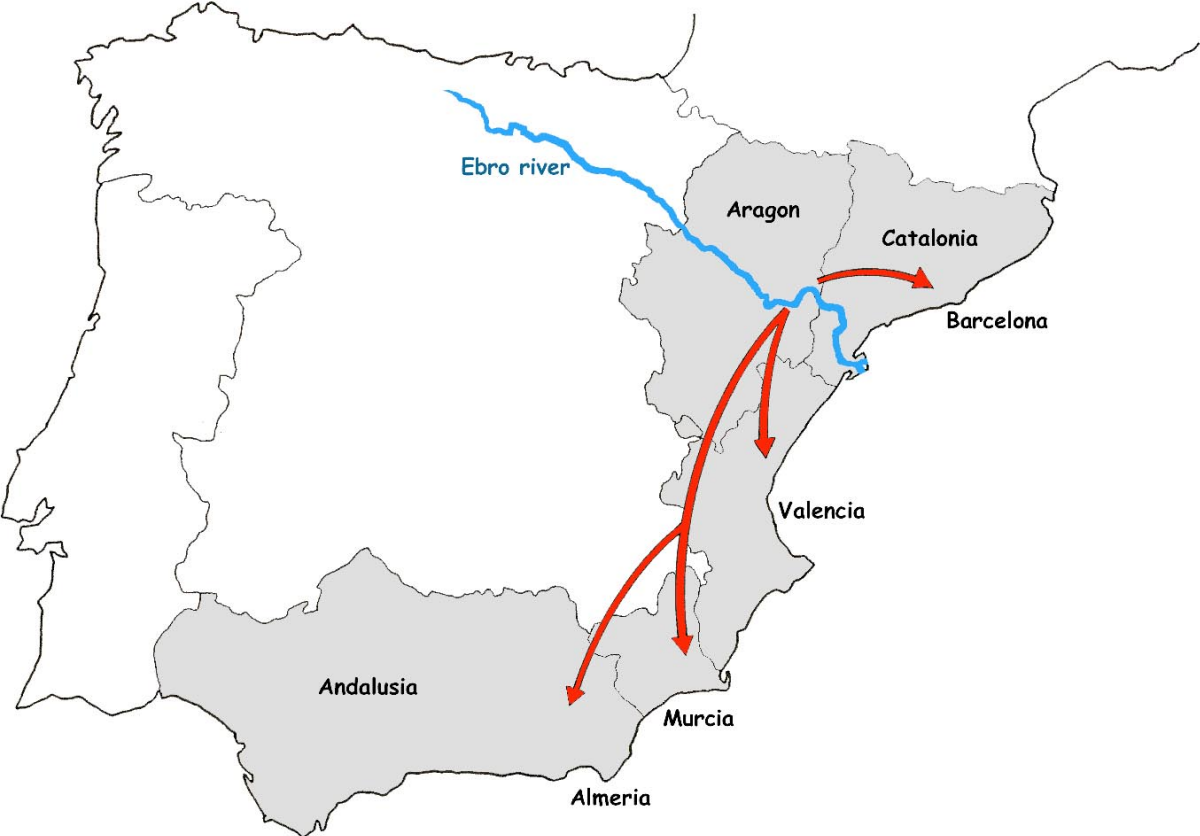 Ebro river
Aragon
Catalonia
Barcelona
Valencia
Andalusia
Murcia
Almeria